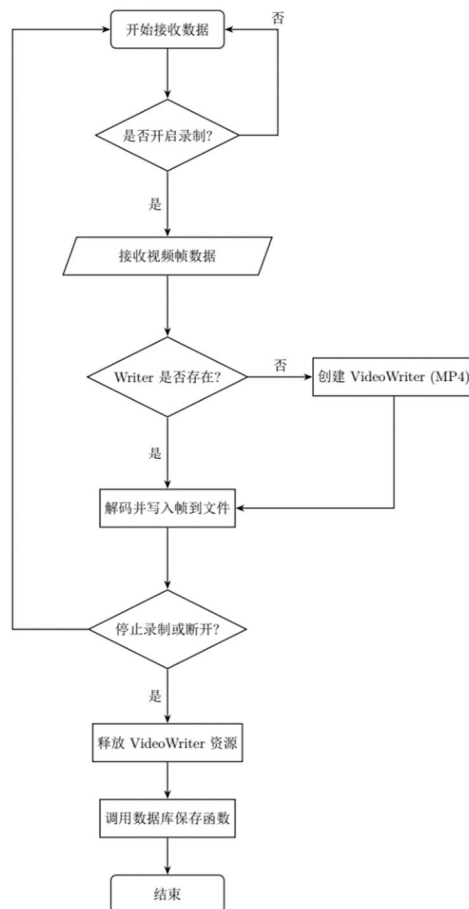 开始接收数据
否
是否开启录制?
是
接收视频帧数据
Writer 是否存在?
否
创建 VideoWriter (MP4)
是
解码并写入帧到文件
停止录制或断开?
是
释放 VideoWriter 资源
调用数据库保存函数
结束